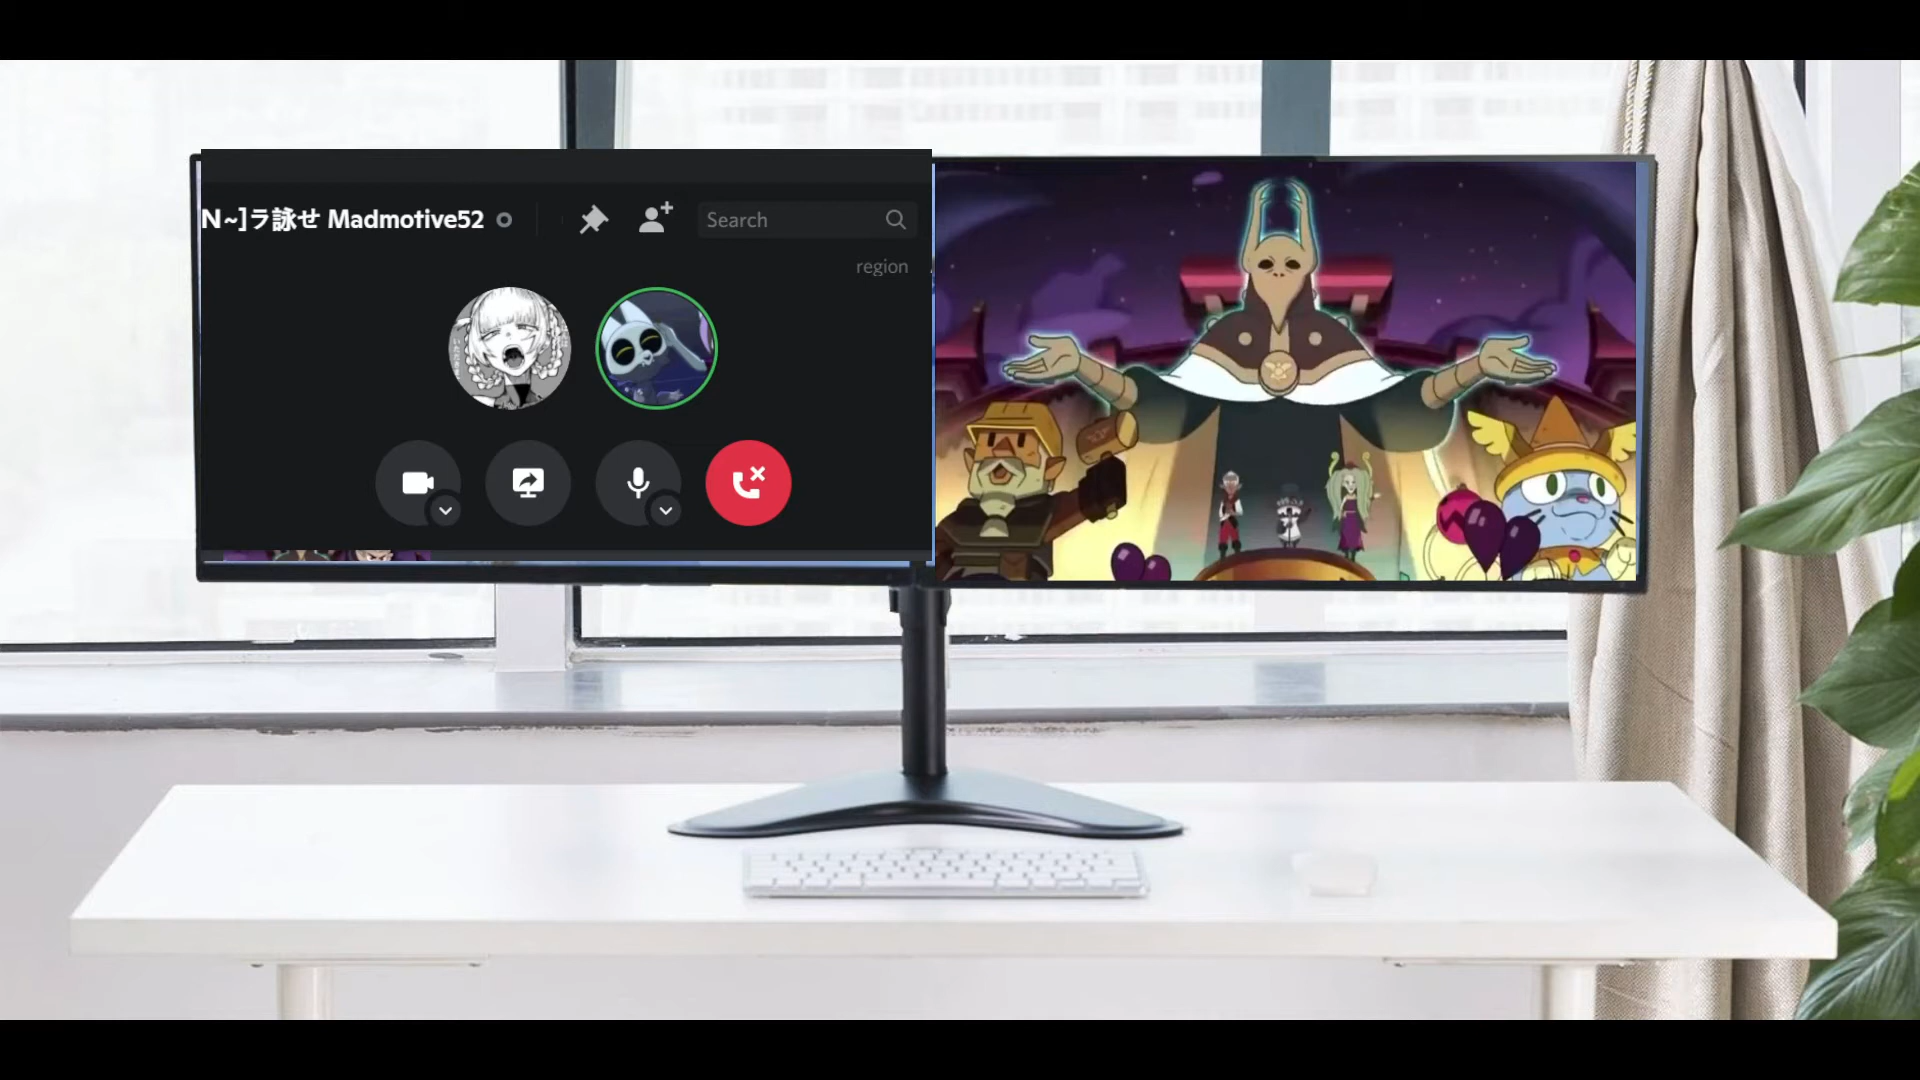 N~]ラ詠せ Madmotive52
Search
region